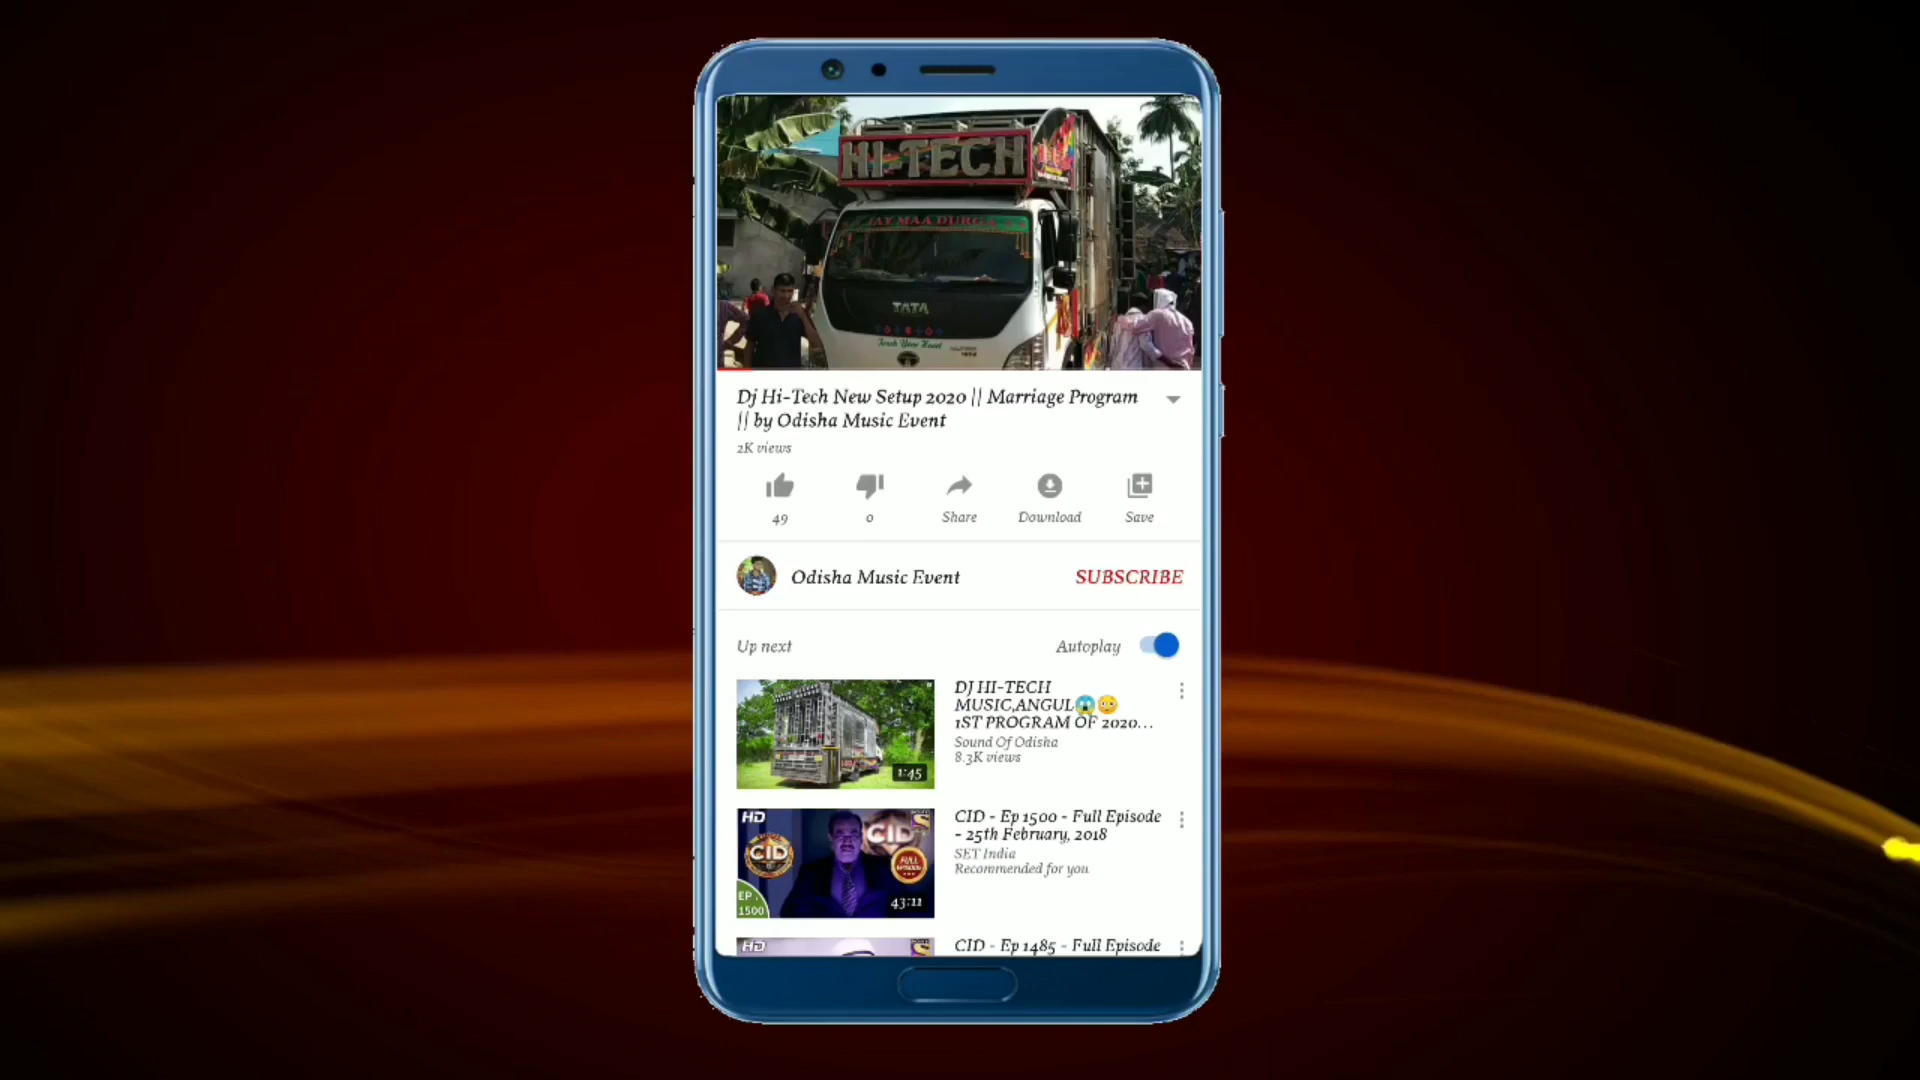 HI-TECH
JAY MAA DURGA
TATA
Dj Hi-Tech New Setup 2020 || Marriage Program
|| by Odisha Music Event
2K views
49
0
Share
Download
Save
Odisha Music Event
SUBSCRIBE
Up next
Autoplay
DJ HI-TECH
MUSIC,ANGUL😱😳
1ST PROGRAM OF 2020...
Sound Of Odisha
8.3K views
1:45
HD
CID
CID
FULL
EPISODE
EP .
1500
43:11
CID - Ep 1500 - Full Episode
- 25th February, 2018
SET India
Recommended for you
HD
CID - Ep 1485 - Full Episode